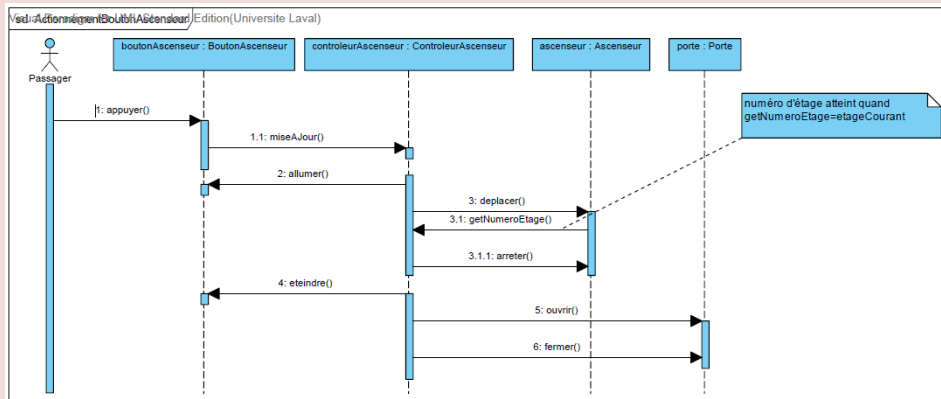 sd ActionnementBoutonAscenseur
Edition(Universite Laval)
boutonAscenseur : BoutonAscenseur
controleurAscenseur : ControleurAscenseur
ascenseur : Ascenseur
porte : Porte
Passager
numéro d'étage atteint quand
getNumeroEtage=etageCourant
1: appuyer()
1.1: miseAJour()
2: allumer()
3: deplacer()
3.1: getNumeroEtage()
3.1.1: arreter()
4: eteindre()
5: ouvrir()
6: fermer()